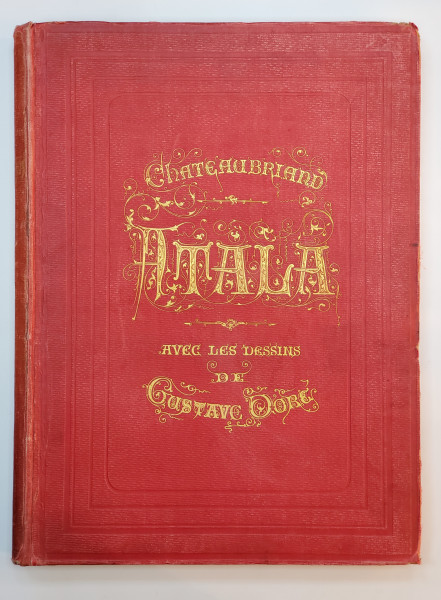 Chateaubriand
Atala
avec les dessins
de
Gustave Doré